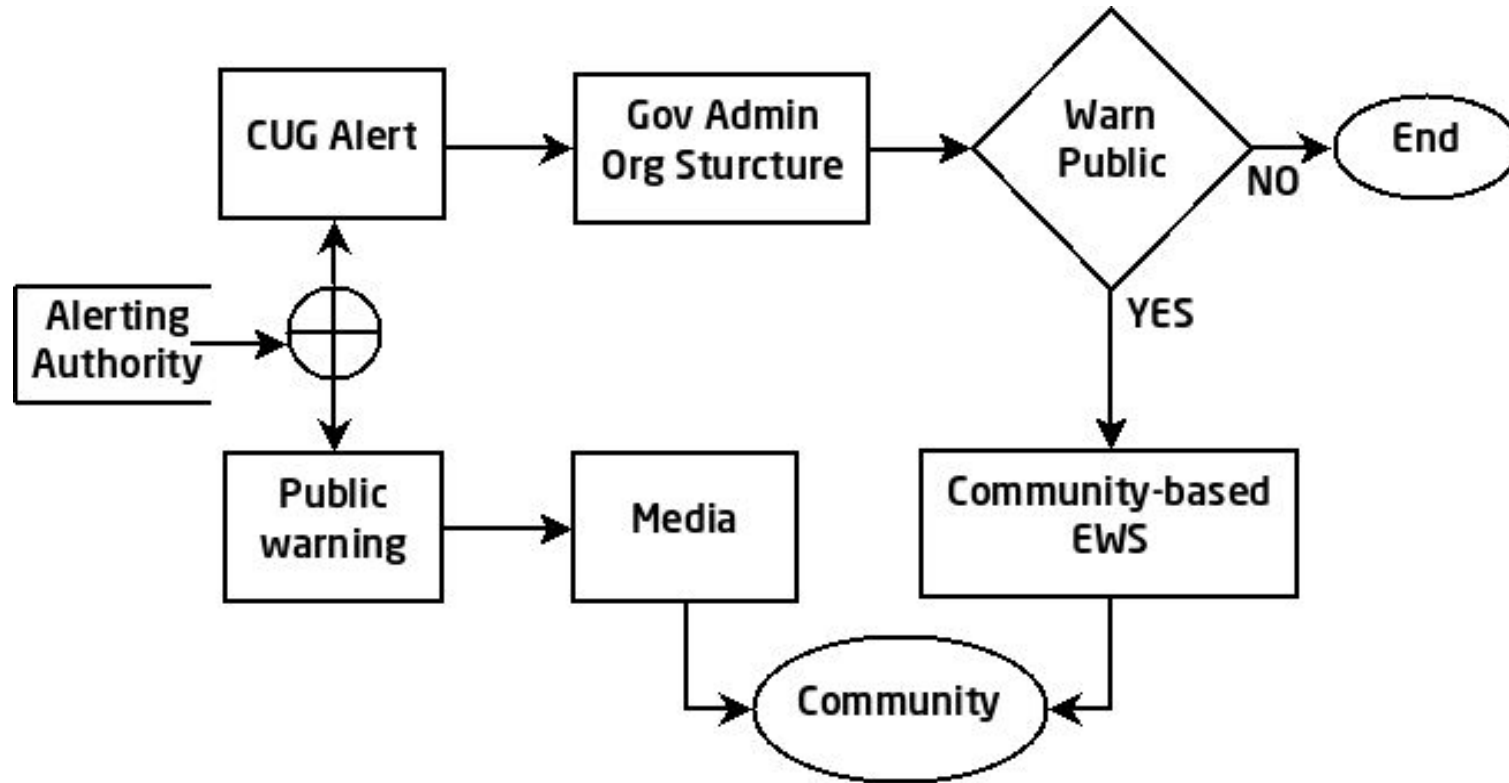 CUG Alert
Gov Admin
Org Sturcture
Warn
Public
NO
End
YES
Alerting
Authority
Public
warning
Media
Community-based
EWS
Community